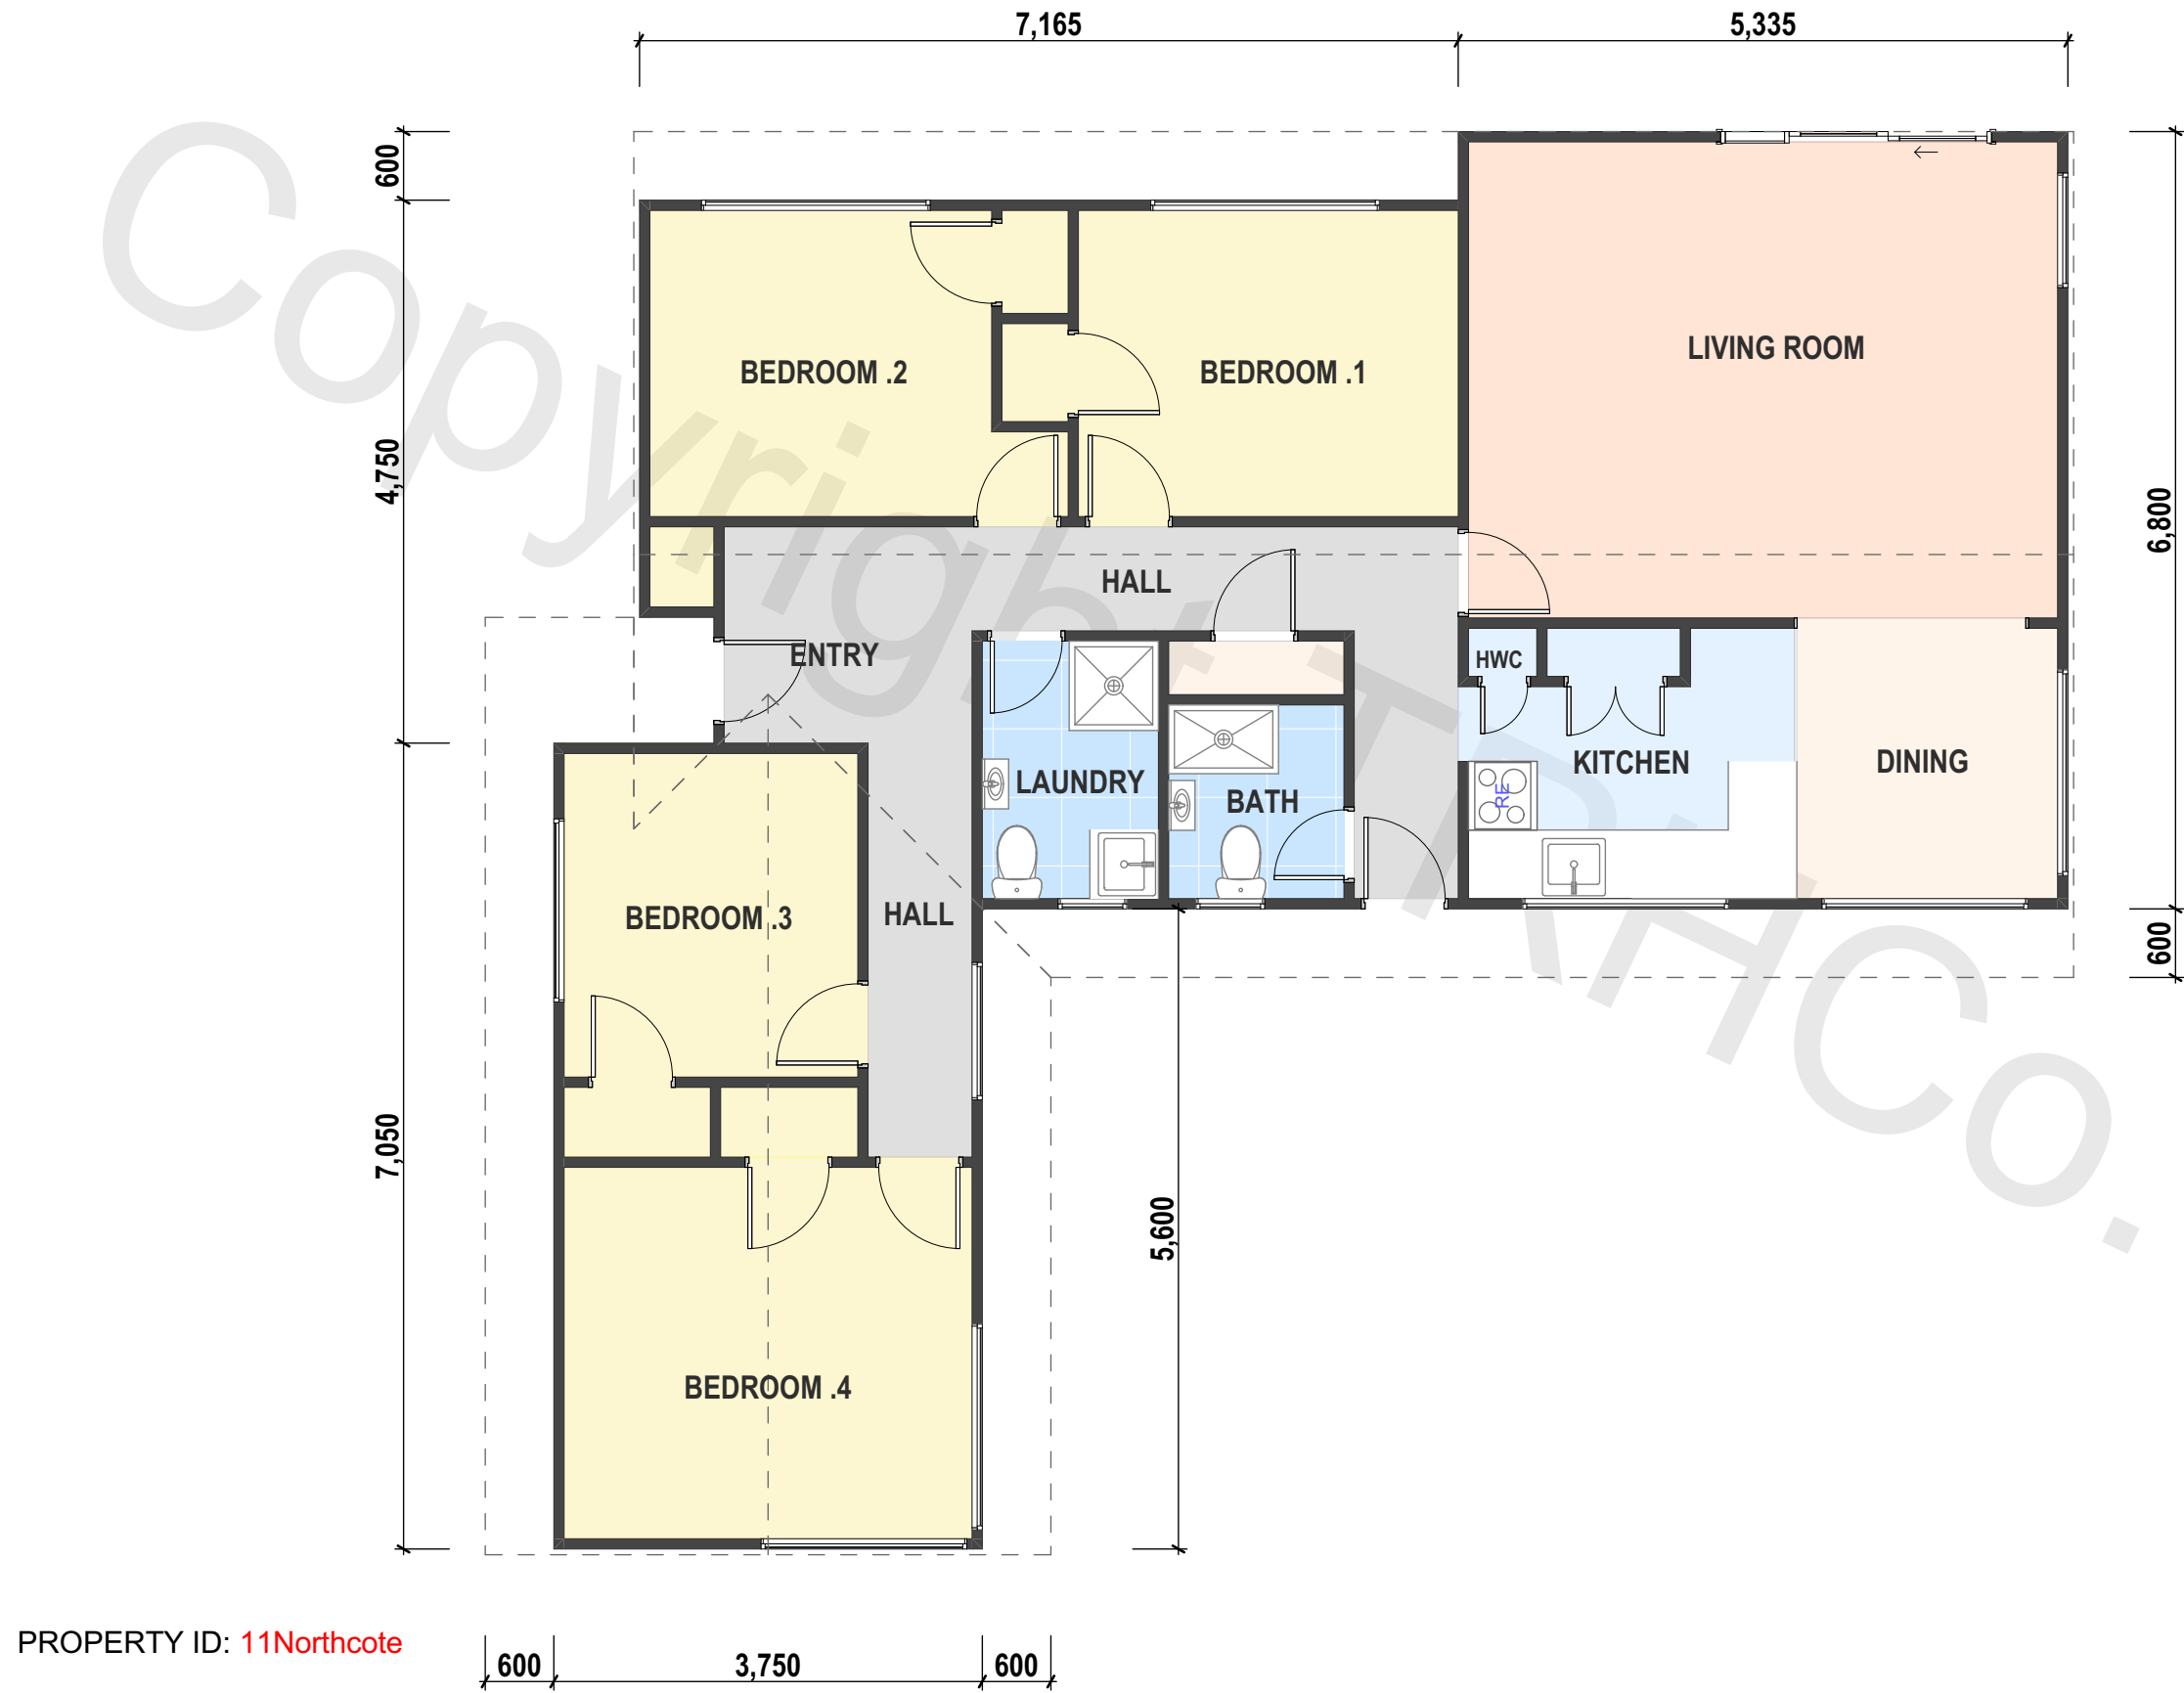 7,165
5,335
600
4,750
7,050
6,800
600
5,600
BEDROOM .2
BEDROOM .1
LIVING ROOM
HALL
ENTRY
HWC
KITCHEN
DINING
RE
LAUNDRY
BATH
BEDROOM .3
HALL
BEDROOM .4
Copyright TRHCo.
PROPERTY ID: 11Northcote
600
3,750
600